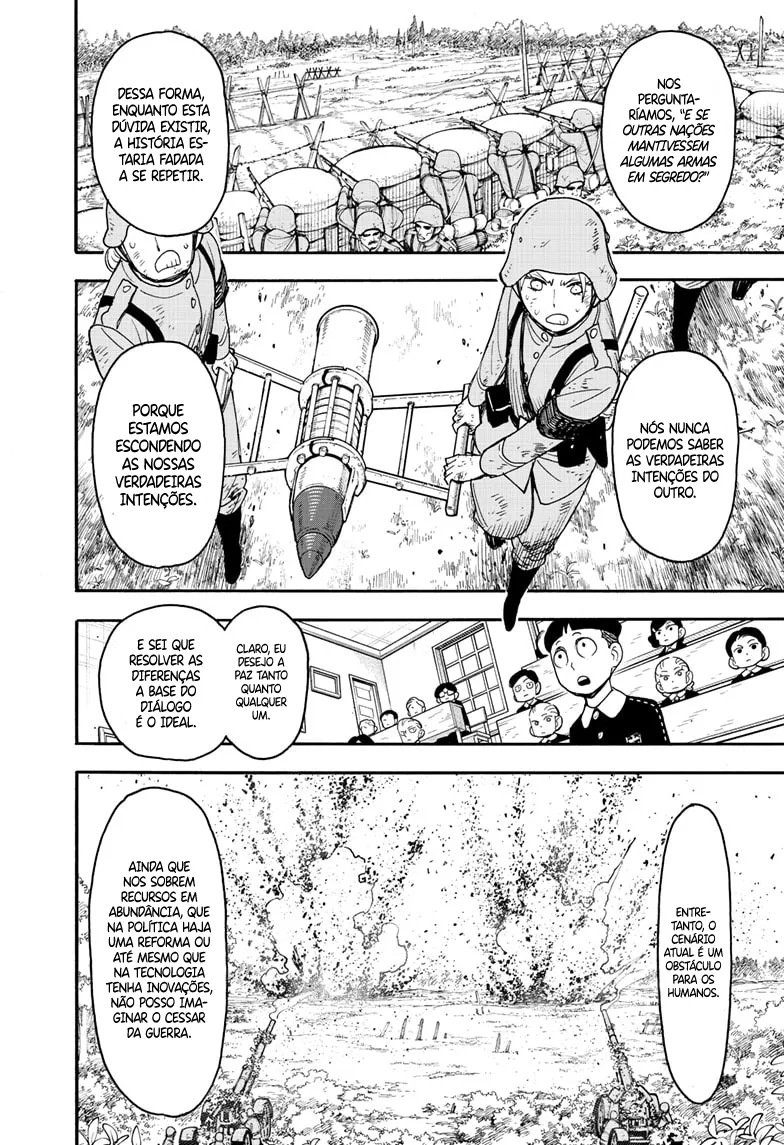 NOS
PERGUNTA-
RÍAMOS, "E SE
OUTRAS NAÇÕES
MANTIVESSEM
ALGUMAS ARMAS
EM SEGREDO?"
DESSA FORMA,
ENQUANTO ESTA
DÚVIDA EXISTIR,
A HISTÓRIA ES-
TARIA FADADA
A SE REPETIR.
NÓS NUNCA
PODEMOS SABER
AS VERDADEIRAS
INTENÇÕES DO
OUTRO.
PORQUE
ESTAMOS
ESCONDENDO
AS NOSSAS
VERDADEIRAS
INTENÇÕES.
CLARO, EU
DESEJO A
PAZ TANTO
QUANTO
QUALQUER
UM.
E SEI QUE
RESOLVER AS
DIFERENÇAS
A BASE DO
DIÁLOGO
É O IDEAL.
ENTRE-
TANTO, O
CENÁRIO
ATUAL É UM
OBSTÁCULO
PARA OS
HUMANOS.
AINDA QUE
NOS SOBREM
RECURSOS EM
ABUNDÂNCIA, QUE
NA POLÍTICA HAJA
UMA REFORMA OU
ATÉ MESMO QUE
NA TECNOLOGIA
TENHA INOVAÇÕES,
NÃO POSSO IMA-
GINAR O CESSAR
DA GUERRA.